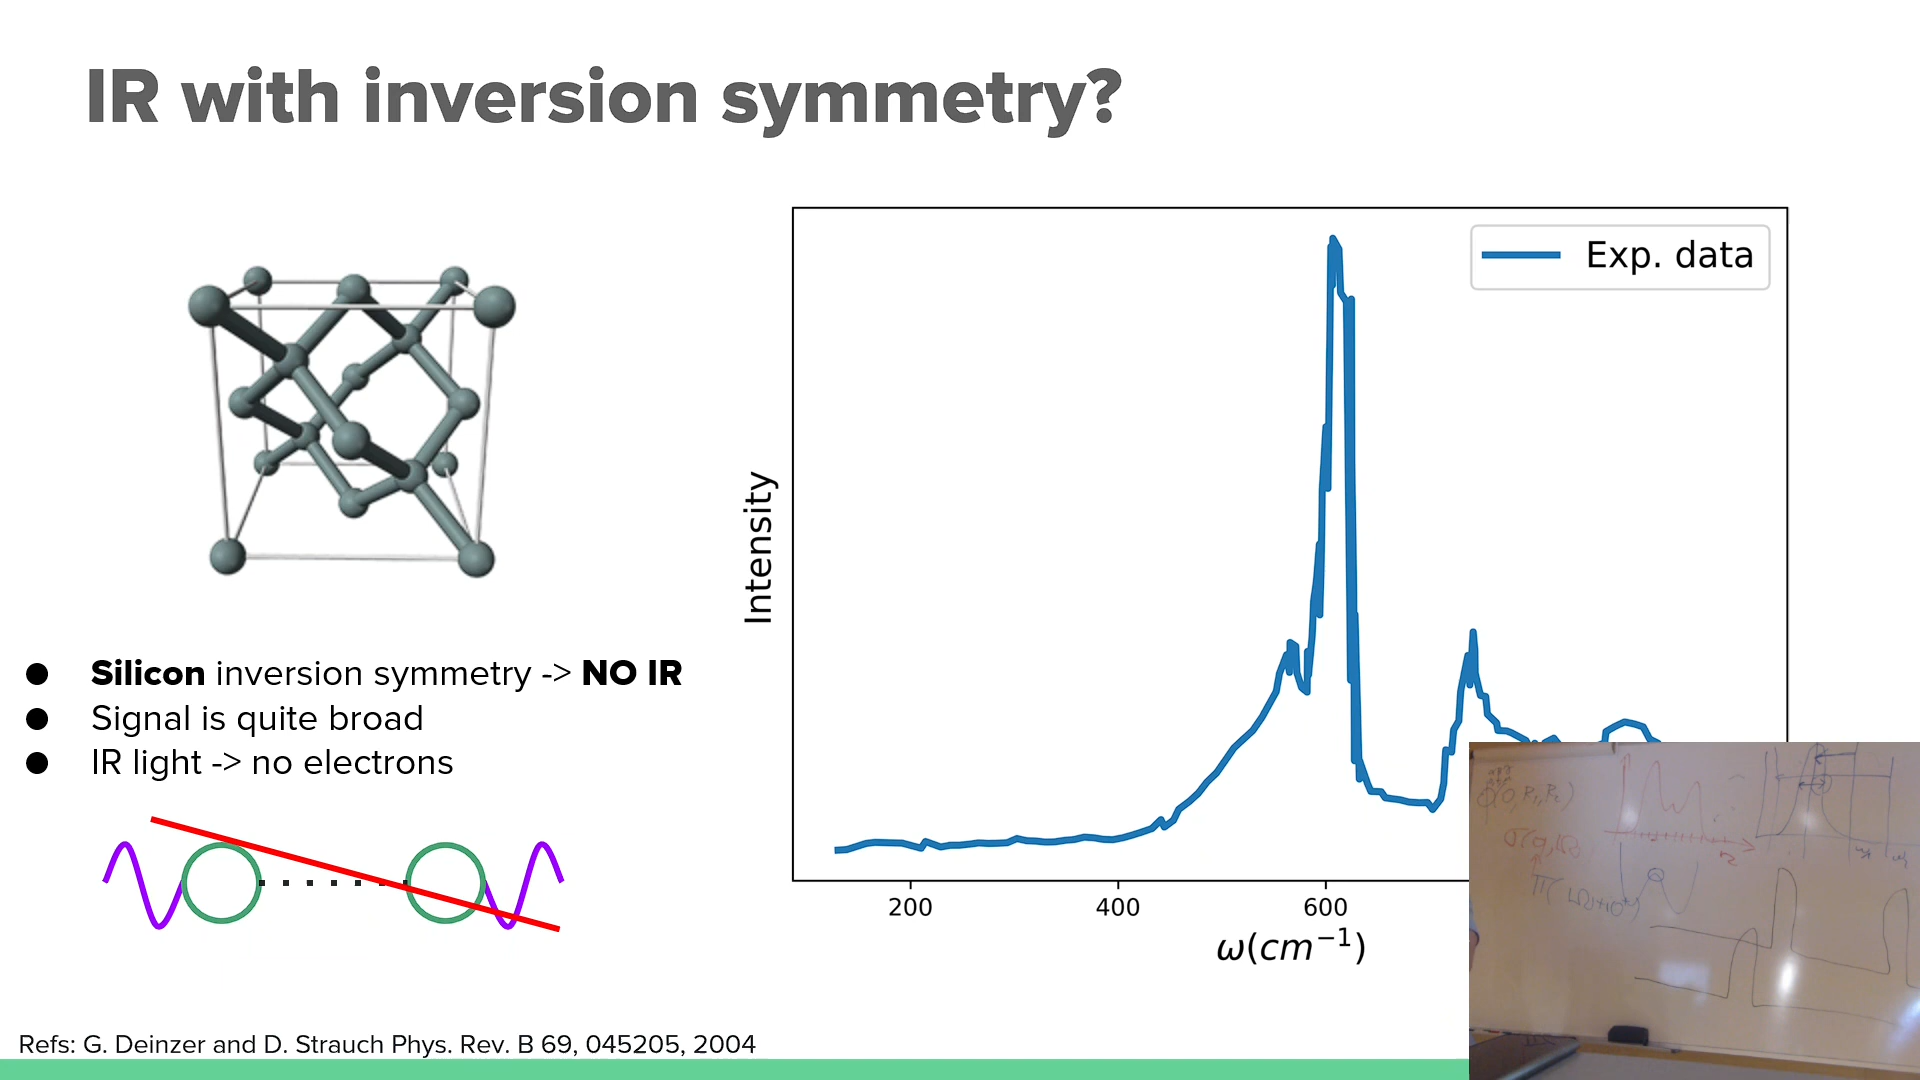 IR with inversion symmetry?
Exp. data
Intensity
200 400 600
ω(cm⁻¹)
● Silicon inversion symmetry -> NO IR
● Signal is quite broad
● IR light -> no electrons
Refs: G. Deinzer and D. Strauch Phys. Rev. B 69, 045205, 2004